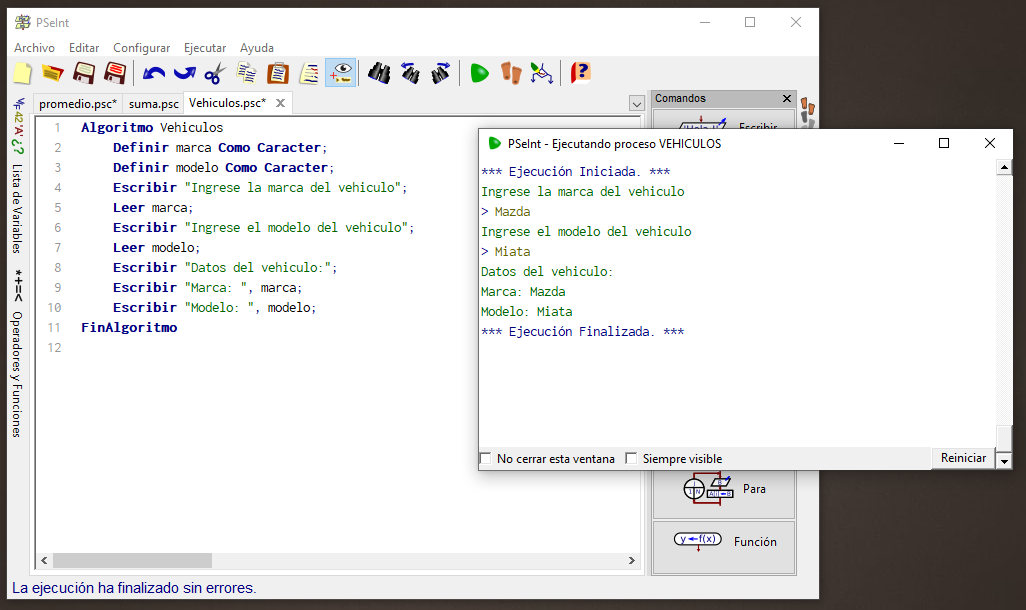 PSeInt
Archivo Editar Configurar Ejecutar Ayuda
promedio.psc* suma.psc Vehiculos.psc*
Comandos
42 'A' ¿?
Lista de Variables
*+=<
Operadores y Funciones
1 Algoritmo Vehiculos
2 Definir marca Como Caracter;
3 Definir modelo Como Caracter;
4 Escribir "Ingrese la marca del vehiculo";
5 Leer marca;
6 Escribir "Ingrese el modelo del vehiculo";
7 Leer modelo;
8 Escribir "Datos del vehiculo:";
9 Escribir "Marca: ", marca;
10 Escribir "Modelo: ", modelo;
11 FinAlgoritmo
12
Escribir
PSeInt - Ejecutando proceso VEHICULOS
*** Ejecución Iniciada. ***
Ingrese la marca del vehiculo
> Mazda
Ingrese el modelo del vehiculo
> Miata
Datos del vehiculo:
Marca: Mazda
Modelo: Miata
*** Ejecución Finalizada. ***
No cerrar esta ventana Siempre visible Reiniciar
Para
y←f(x) Función
La ejecución ha finalizado sin errores.